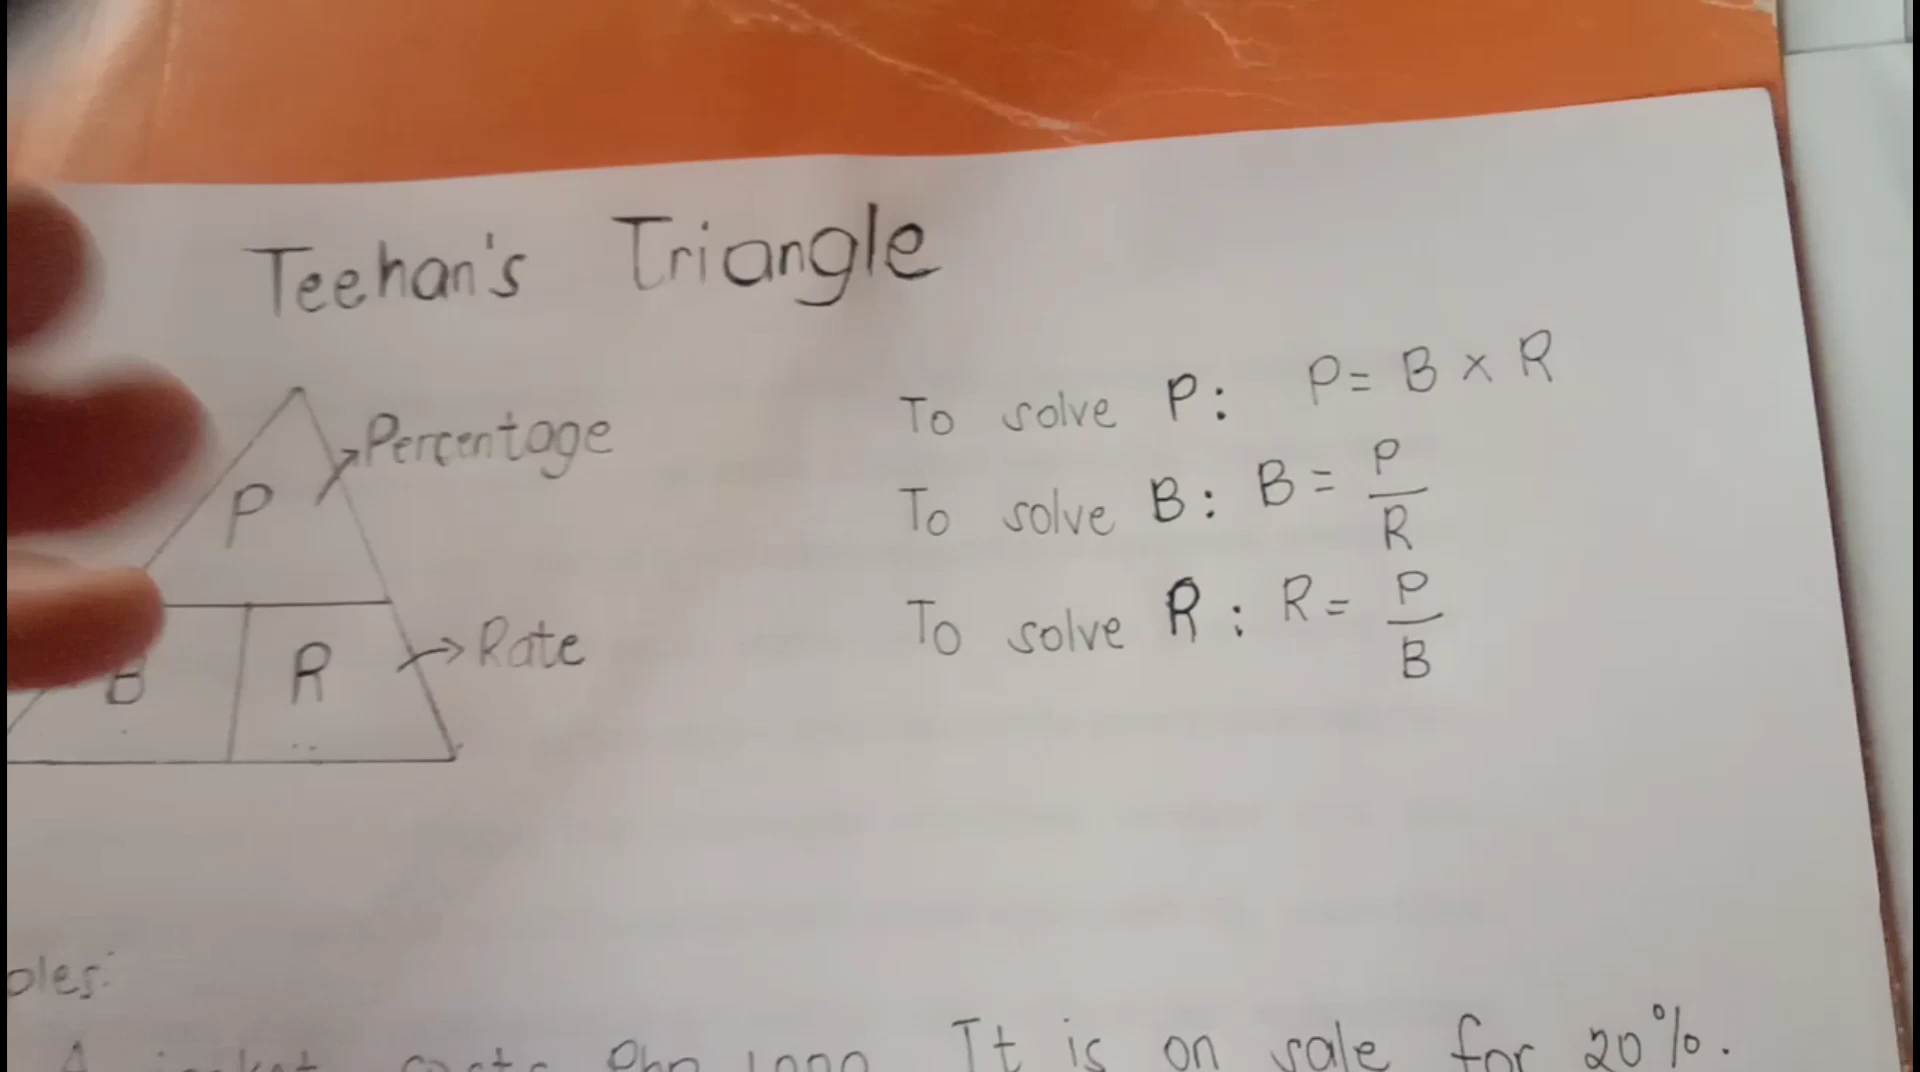 Teehan's Triangle
P
Percentage
B
R
Rate
To solve P: P = B x R
To solve B: B = P/R
To solve R: R = P/B
It is on sale for 20%.